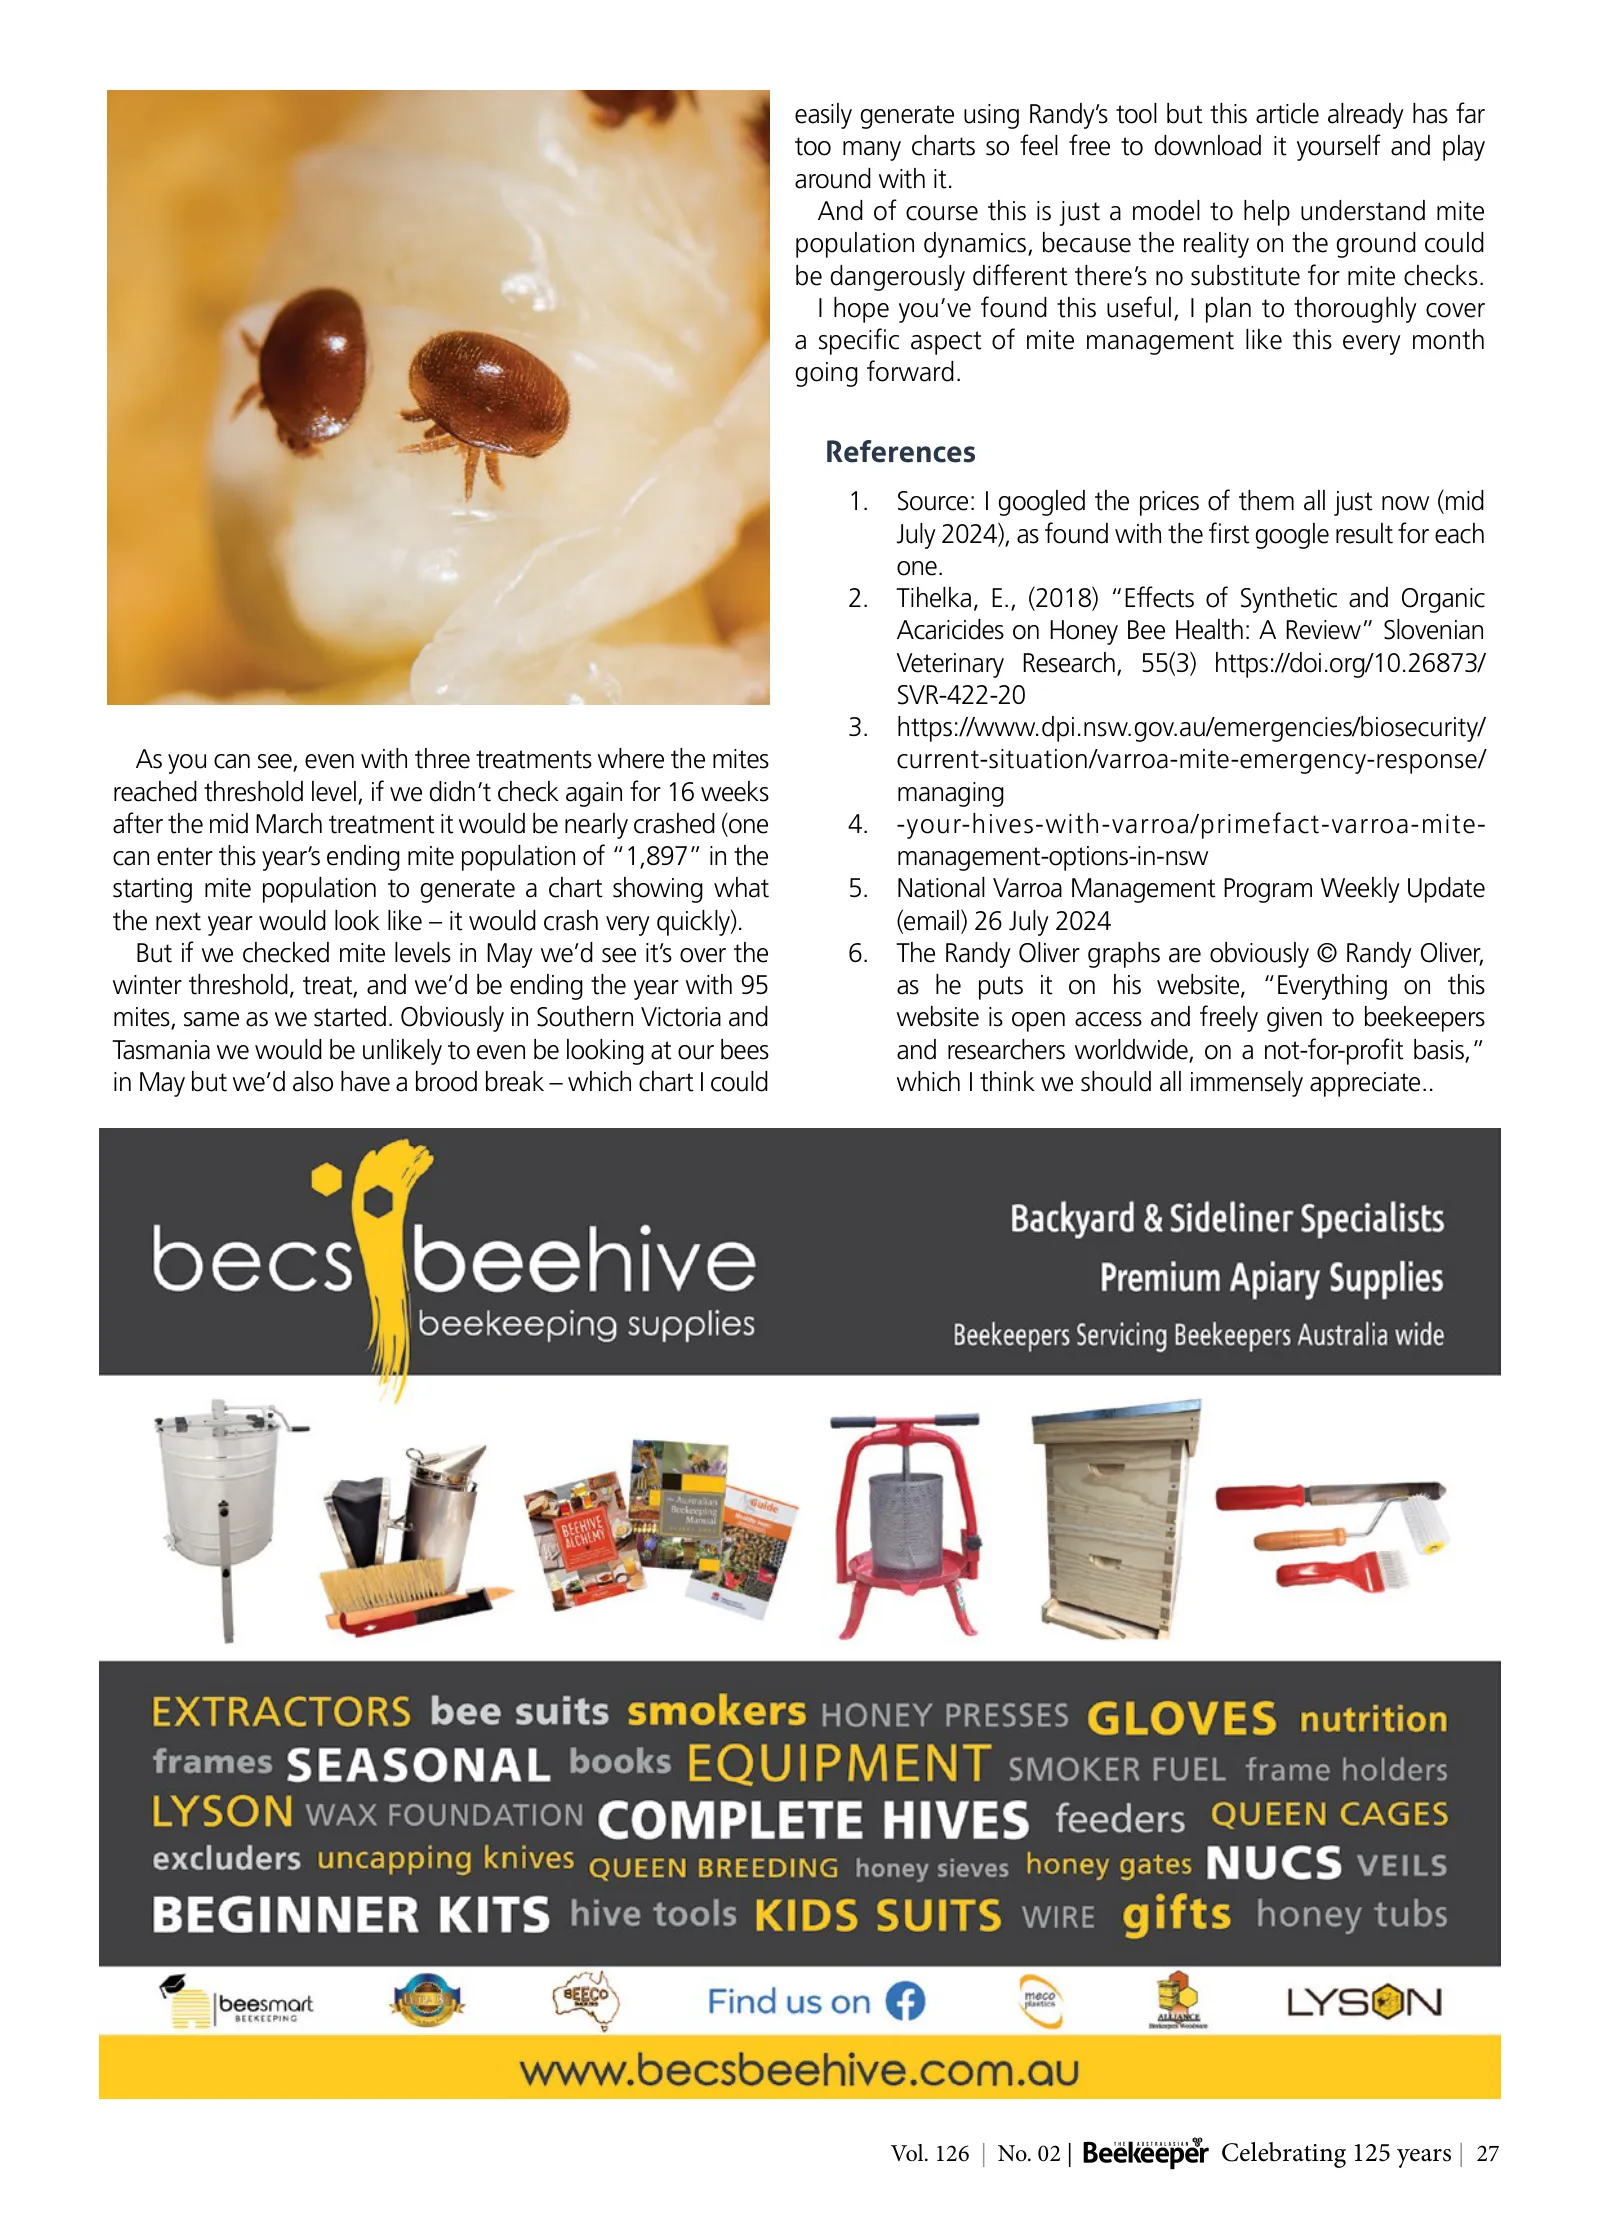 As you can see, even with three treatments where the mites
reached threshold level, if we didn’t check again for 16 weeks
after the mid March treatment it would be nearly crashed (one
can enter this year’s ending mite population of “1,897” in the
starting mite population to generate a chart showing what
the next year would look like – it would crash very quickly).
But if we checked mite levels in May we’d see it’s over the
winter threshold, treat, and we’d be ending the year with 95
mites, same as we started. Obviously in Southern Victoria and
Tasmania we would be unlikely to even be looking at our bees
in May but we’d also have a brood break – which chart I could
easily generate using Randy’s tool but this article already has far
too many charts so feel free to download it yourself and play
around with it.
And of course this is just a model to help understand mite
population dynamics, because the reality on the ground could
be dangerously different there’s no substitute for mite checks.
I hope you’ve found this useful, I plan to thoroughly cover
a specific aspect of mite management like this every month
going forward.
References
1. Source: I googled the prices of them all just now (mid
July 2024), as found with the first google result for each
one.
2. Tihelka, E., (2018) “Effects of Synthetic and Organic
Acaricides on Honey Bee Health: A Review” Slovenian
Veterinary Research, 55(3) https://doi.org/10.26873/
SVR-422-20
3. https://www.dpi.nsw.gov.au/emergencies/biosecurity/
current-situation/varroa-mite-emergency-response/
managing
4. -your-hives-with-varroa/primefact-varroa-mite-
management-options-in-nsw
5. National Varroa Management Program Weekly Update
(email) 26 July 2024
6. The Randy Oliver graphs are obviously © Randy Oliver,
as he puts it on his website, “Everything on this
website is open access and freely given to beekeepers
and researchers worldwide, on a not-for-profit basis,”
which I think we should all immensely appreciate..
becs beehive
beekeeping supplies
Backyard & Sideliner Specialists
Premium Apiary Supplies
Beekeepers Servicing Beekeepers Australia wide
BEEHIVE
ALCHEMY
the Australian
Beekeeping
Manual
Guide
EXTRACTORS bee suits smokers HONEY PRESSES GLOVES nutrition
frames SEASONAL books EQUIPMENT SMOKER FUEL frame holders
LYSON WAX FOUNDATION COMPLETE HIVES feeders QUEEN CAGES
excluders uncapping knives QUEEN BREEDING honey sieves honey gates NUCS VEILS
BEGINNER KITS hive tools KIDS SUITS WIRE gifts honey tubs
beesmart
BEEKEEPING
BEECO
Find us on
meco
plastics
ALLIANCE
Beekeepers Woodware
LYSON
www.becsbeehive.com.au
Vol. 126 | No. 02 | THE AUSTRALASIAN Beekeeper Celebrating 125 years | 27